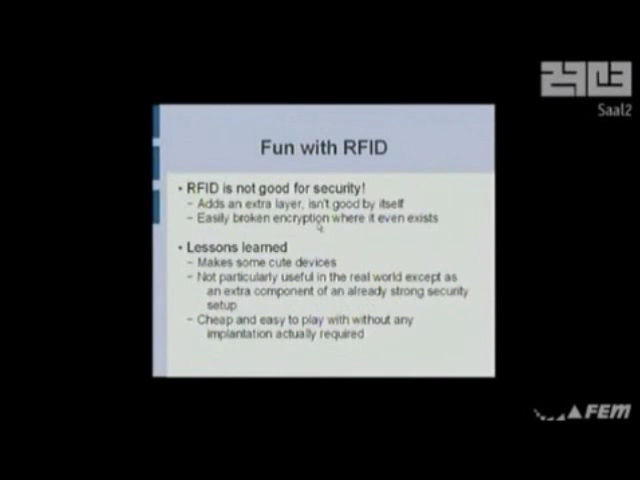 29C3
Saal2
Fun with RFID
• RFID is not good for security!
– Adds an extra layer, isn't good by itself
– Easily broken encryption where it even exists
• Lessons learned
– Makes some cute devices
– Not particularly useful in the real world except as
an extra component of an already strong security
setup
– Cheap and easy to play with without any
implantation actually required
FEM